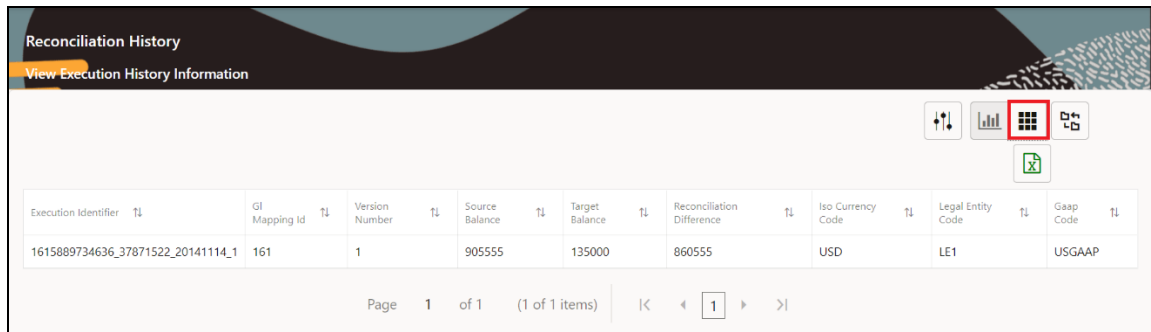 Reconciliation History
View Execution History Information
Execution Identifier Gl Mapping Id Version Number Source Balance Target Balance Reconciliation Difference Iso Currency Code Legal Entity Code Gaap Code
1615889734636_37871522_20141114_1 161 1 905555 135000 860555 USD LE1 USGAAP
Page 1 of 1 (1 of 1 items) 1